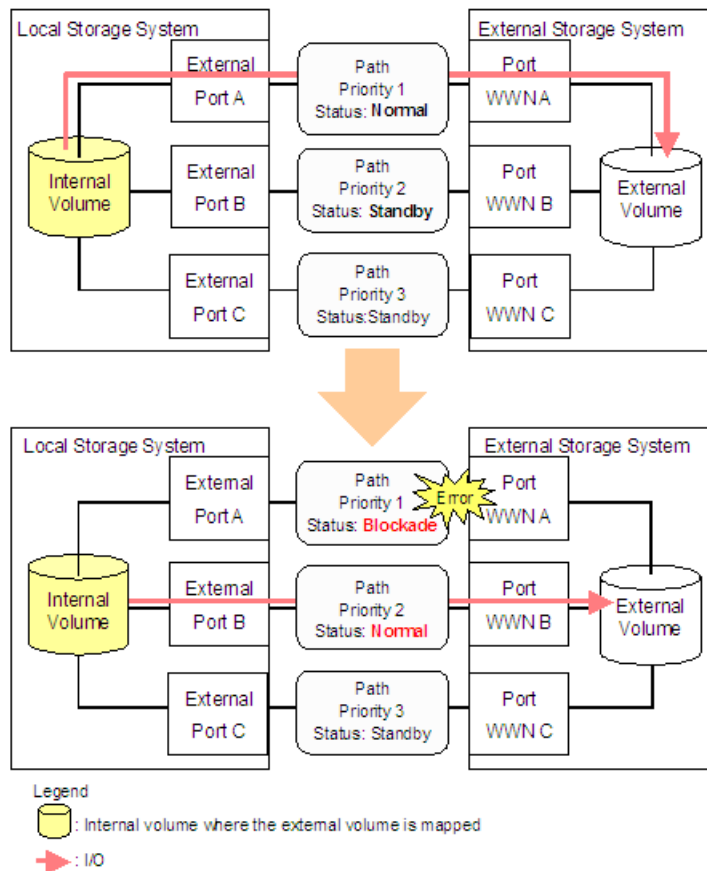 Local Storage System
External Storage System
External
Port A
Path
Priority 1
Status: Normal
Port
WWN A
Internal
Volume
External
Port B
Path
Priority 2
Status: Standby
Port
WWN B
External
Volume
External
Port C
Path
Priority 3
Status:Standby
Port
WWN C
Local Storage System
External Storage System
External
Port A
Path
Priority 1
Status: Blockade
Error
Port
WWN A
Internal
Volume
External
Port B
Path
Priority 2
Status: Normal
Port
WWN B
External
Volume
External
Port C
Path
Priority 3
Status: Standby
Port
WWN C
Legend
: Internal volume where the external volume is mapped
: I/O